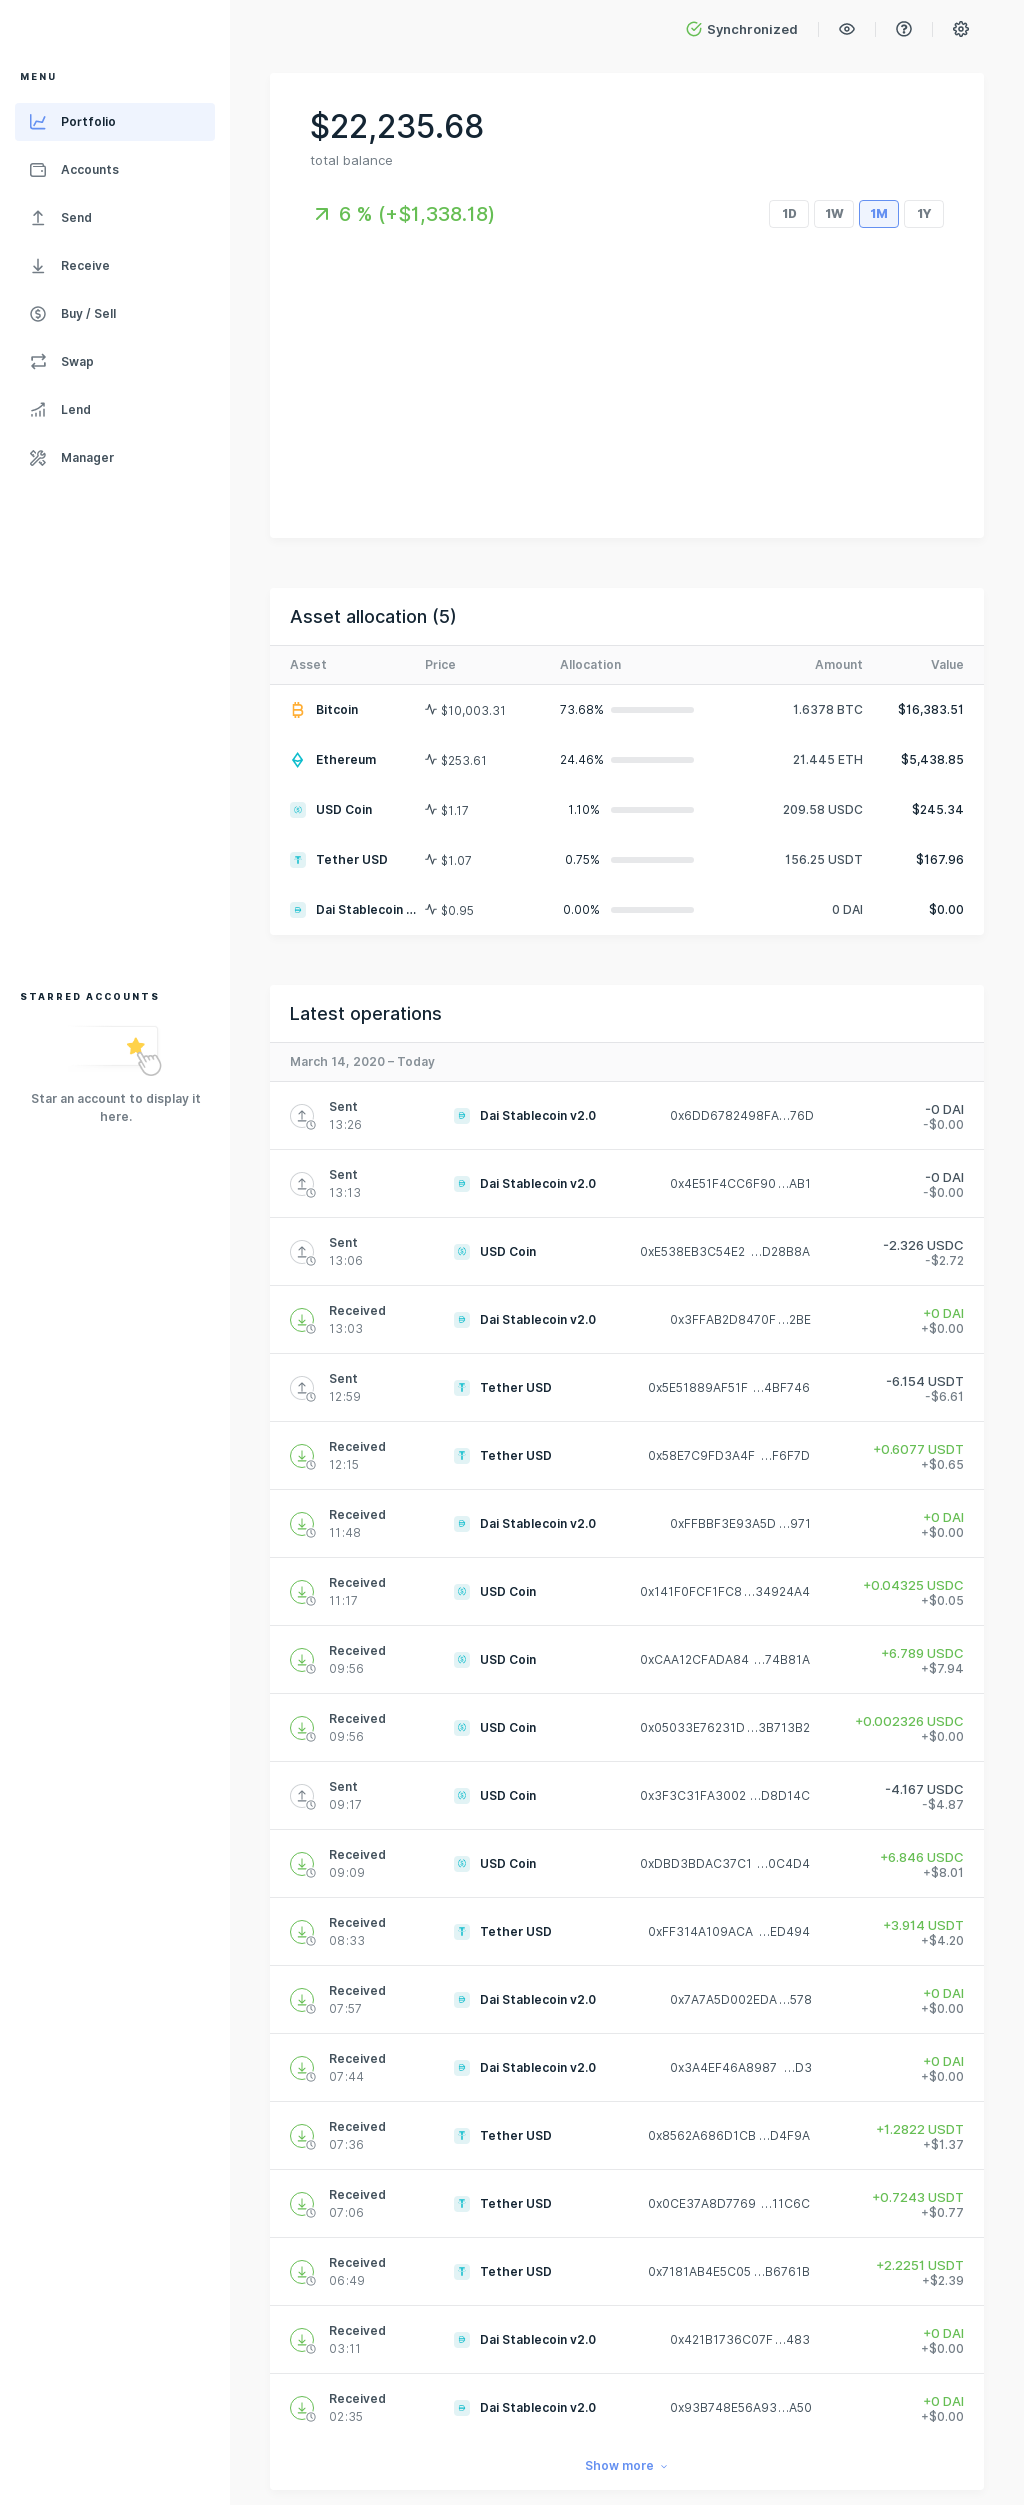 Synchronized
MENU
Portfolio
Accounts
Send
Receive
Buy / Sell
Swap
Lend
Manager
STARRED ACCOUNTS
Star an account to display it
here.
$22,235.68
total balance
6 % (+$1,338.18)
1D 1W 1M 1Y
Asset allocation (5)
Asset Price Allocation Amount Value
Bitcoin $10,003.31 73.68% 1.6378 BTC $16,383.51
Ethereum $253.61 24.46% 21.445 ETH $5,438.85
USD Coin $1.17 1.10% 209.58 USDC $245.34
Tether USD $1.07 0.75% 156.25 USDT $167.96
Dai Stablecoin ... $0.95 0.00% 0 DAI $0.00
Latest operations
March 14, 2020 – Today
Sent Dai Stablecoin v2.0 0x6DD6782498FA...76D -0 DAI
13:26 -$0.00
Sent Dai Stablecoin v2.0 0x4E51F4CC6F90...AB1 -0 DAI
13:13 -$0.00
Sent USD Coin 0xE538EB3C54E2 ...D28B8A -2.326 USDC
13:06 -$2.72
Received Dai Stablecoin v2.0 0x3FFAB2D8470F...2BE +0 DAI
13:03 +$0.00
Sent Tether USD 0x5E51889AF51F ...4BF746 -6.154 USDT
12:59 -$6.61
Received Tether USD 0x58E7C9FD3A4F ...F6F7D +0.6077 USDT
12:15 +$0.65
Received Dai Stablecoin v2.0 0xFFBBF3E93A5D ...971 +0 DAI
11:48 +$0.00
Received USD Coin 0x141F0FCF1FC8...34924A4 +0.04325 USDC
11:17 +$0.05
Received USD Coin 0xCAA12CFADA84 ...74B81A +6.789 USDC
09:56 +$7.94
Received USD Coin 0x05033E76231D...3B713B2 +0.002326 USDC
09:56 +$0.00
Sent USD Coin 0x3F3C31FA3002 ...D8D14C -4.167 USDC
09:17 -$4.87
Received USD Coin 0xDBD3BDAC37C1 ...0C4D4 +6.846 USDC
09:09 +$8.01
Received Tether USD 0xFF314A109ACA ...ED494 +3.914 USDT
08:33 +$4.20
Received Dai Stablecoin v2.0 0x7A7A5D002EDA...578 +0 DAI
07:57 +$0.00
Received Dai Stablecoin v2.0 0x3A4EF46A8987 ...D3 +0 DAI
07:44 +$0.00
Received Tether USD 0x8562A686D1CB ...D4F9A +1.2822 USDT
07:36 +$1.37
Received Tether USD 0x0CE37A8D7769 ...11C6C +0.7243 USDT
07:06 +$0.77
Received Tether USD 0x7181AB4E5C05 ...B6761B +2.2251 USDT
06:49 +$2.39
Received Dai Stablecoin v2.0 0x421B1736C07F...483 +0 DAI
03:11 +$0.00
Received Dai Stablecoin v2.0 0x93B748E56A93...A50 +0 DAI
02:35 +$0.00
Show more